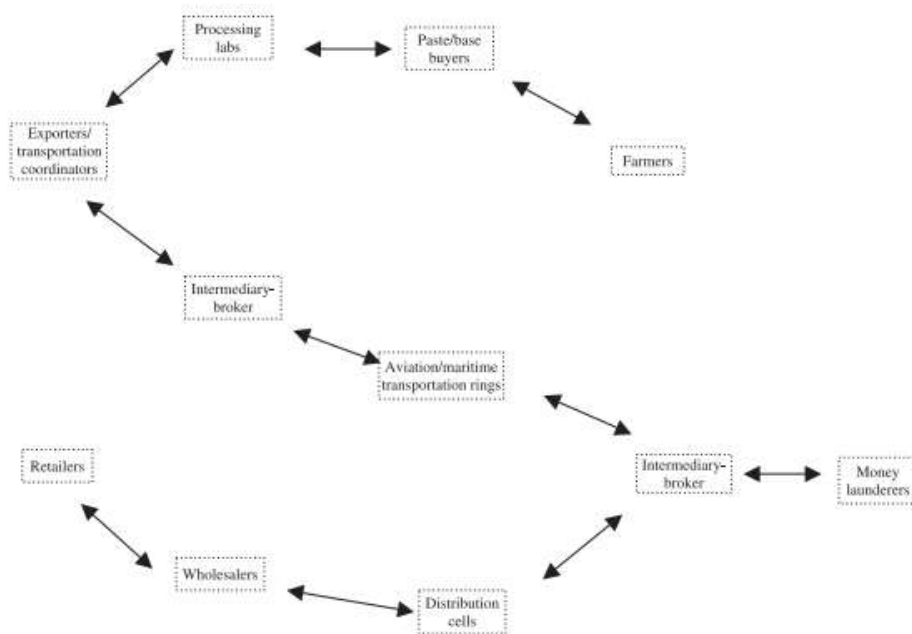 Processing
labs
Paste/base
buyers
Exporters/
transportation
coordinators
Farmers
Intermediary-
broker
Aviation/maritime
transportation rings
Retailers
Intermediary-
broker
Money
launderers
Wholesalers
Distribution
cells